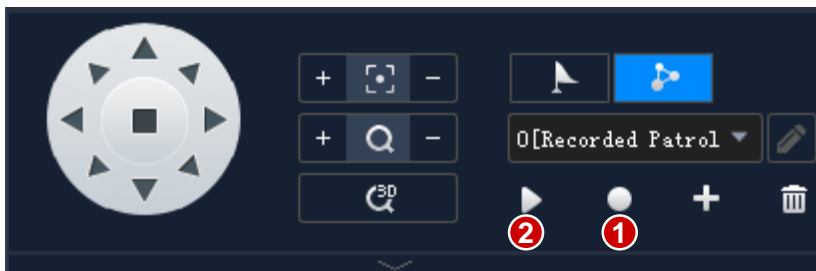 + −
+ −
0[Recorded Patrol
3D
2 1